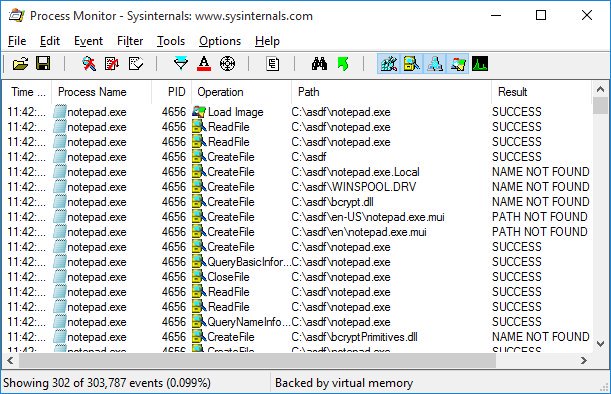 Process Monitor - Sysinternals: www.sysinternals.com
File Edit Event Filter Tools Options Help
Time ... Process Name PID Operation Path Result
11:42:... notepad.exe 4656 Load Image C:\asdf\notepad.exe SUCCESS
11:42:... notepad.exe 4656 ReadFile C:\asdf\notepad.exe SUCCESS
11:42:... notepad.exe 4656 ReadFile C:\asdf\notepad.exe SUCCESS
11:42:... notepad.exe 4656 CreateFile C:\asdf SUCCESS
11:42:... notepad.exe 4656 CreateFile C:\asdf\notepad.exe.Local NAME NOT FOUND
11:42:... notepad.exe 4656 CreateFile C:\asdf\WINSPOOL.DRV NAME NOT FOUND
11:42:... notepad.exe 4656 CreateFile C:\asdf\bcrypt.dll NAME NOT FOUND
11:42:... notepad.exe 4656 CreateFile C:\asdf\en-US\notepad.exe.mui PATH NOT FOUND
11:42:... notepad.exe 4656 CreateFile C:\asdf\en\notepad.exe.mui PATH NOT FOUND
11:42:... notepad.exe 4656 CreateFile C:\asdf\notepad.exe SUCCESS
11:42:... notepad.exe 4656 QueryBasicInfor... C:\asdf\notepad.exe SUCCESS
11:42:... notepad.exe 4656 CloseFile C:\asdf\notepad.exe SUCCESS
11:42:... notepad.exe 4656 ReadFile C:\asdf\notepad.exe SUCCESS
11:42:... notepad.exe 4656 ReadFile C:\asdf\notepad.exe SUCCESS
11:42:... notepad.exe 4656 QueryNameInfo... C:\asdf\notepad.exe SUCCESS
11:42:... notepad.exe 4656 CreateFile C:\asdf\bcryptPrimitives.dll NAME NOT FOUND
11:42:... notepad.exe 4656 CreateFile C:\asdf\notepad.exe SUCCESS
Showing 302 of 303,787 events (0.099%) Backed by virtual memory